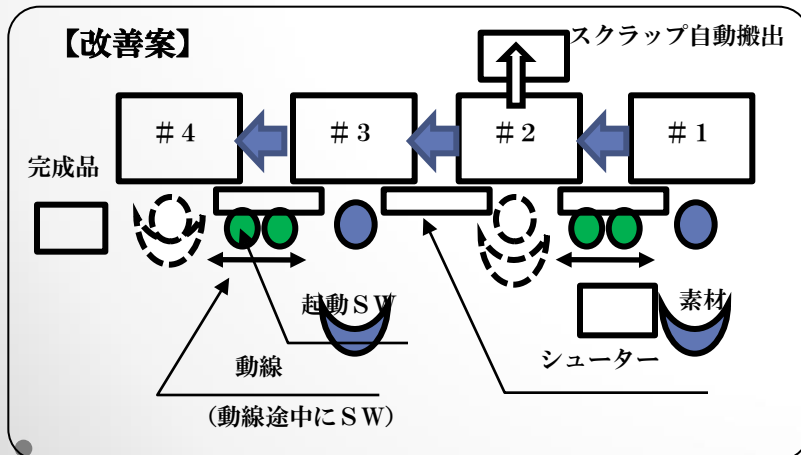 【改善案】
スクラップ自動搬出
＃４
＃３
＃２
＃１
完成品
起動ＳＷ
素材
シューター
動線
（動線途中にＳＷ）